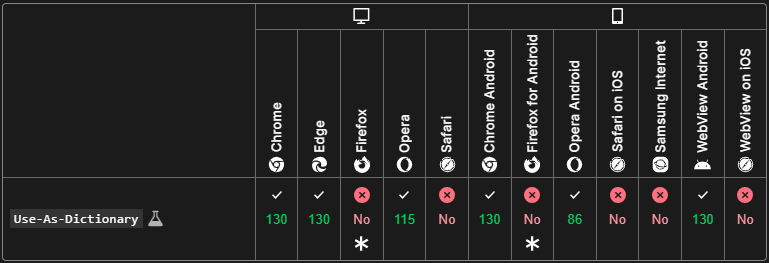 Chrome
Edge
Firefox
Opera
Safari
Chrome Android
Firefox for Android
Opera Android
Safari on iOS
Samsung Internet
WebView Android
WebView on iOS
Use-As-Dictionary 130 130 No 115 No 130 No 86 No No 130 No
* *